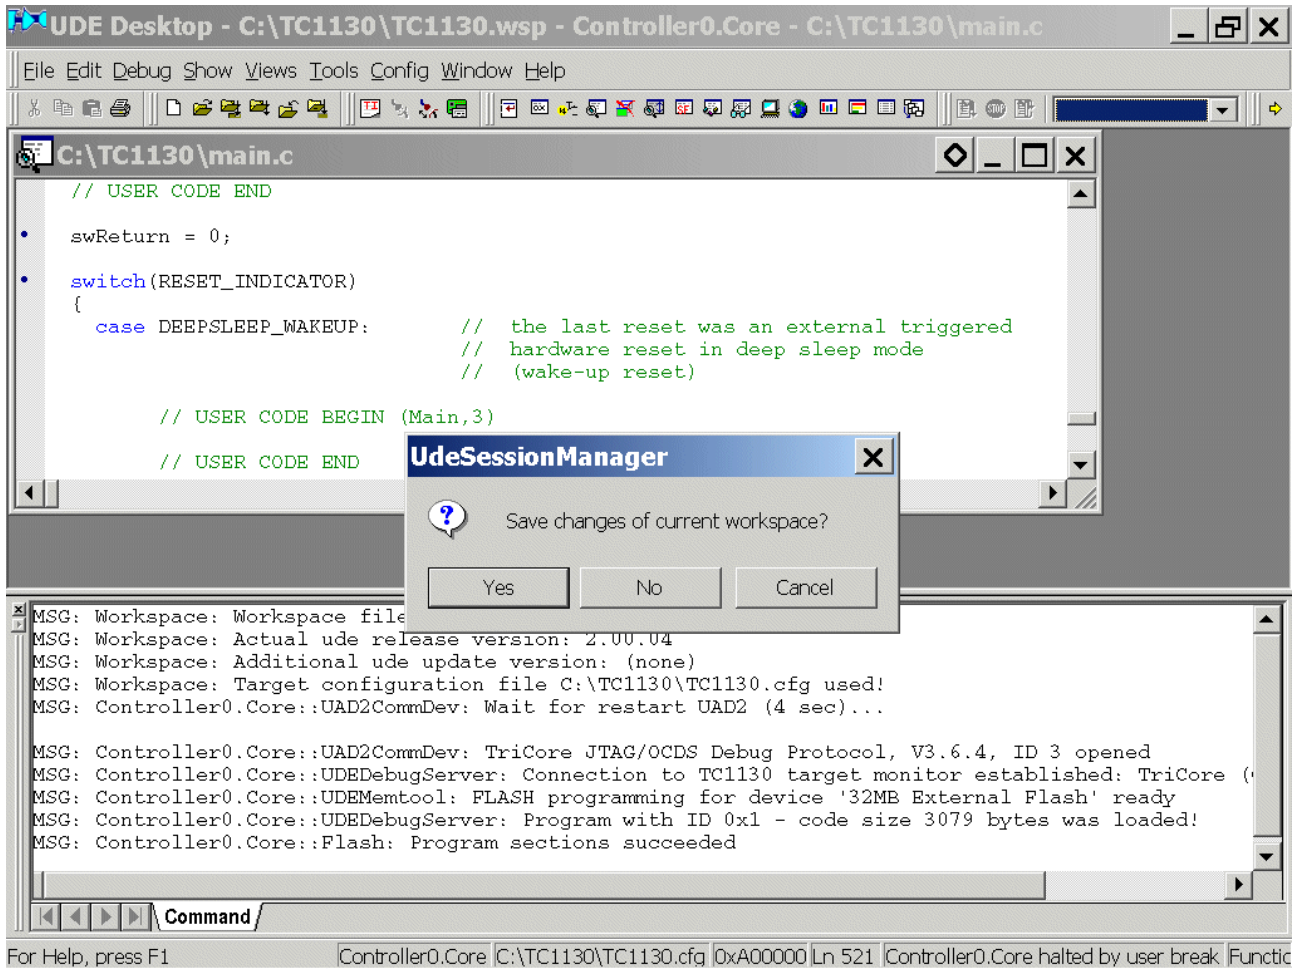 UDE Desktop - C:\TC1130\TC1130.wsp - Controller0.Core - C:\TC1130\main.c
File Edit Debug Show Views Tools Config Window Help
C:\TC1130\main.c
// USER CODE END
swReturn = 0;
switch(RESET_INDICATOR)
{
case DEEPSLEEP_WAKEUP: // the last reset was an external triggered
// hardware reset in deep sleep mode
// (wake-up reset)
// USER CODE BEGIN (Main,3)
// USER CODE END
UdeSessionManager
Save changes of current workspace?
Yes No Cancel
MSG: Workspace: Workspace file
MSG: Workspace: Actual ude release version: 2.00.04
MSG: Workspace: Additional ude update version: (none)
MSG: Workspace: Target configuration file C:\TC1130\TC1130.cfg used!
MSG: Controller0.Core::UAD2CommDev: Wait for restart UAD2 (4 sec)...
MSG: Controller0.Core::UAD2CommDev: TriCore JTAG/OCDS Debug Protocol, V3.6.4, ID 3 opened
MSG: Controller0.Core::UDEDebugServer: Connection to TC1130 target monitor established: TriCore (
MSG: Controller0.Core::UDEMemtool: FLASH programming for device '32MB External Flash' ready
MSG: Controller0.Core::UDEDebugServer: Program with ID 0x1 - code size 3079 bytes was loaded!
MSG: Controller0.Core::Flash: Program sections succeeded
Command
For Help, press F1 Controller0.Core C:\TC1130\TC1130.cfg 0xA00000 Ln 521 Controller0.Core halted by user break Functic